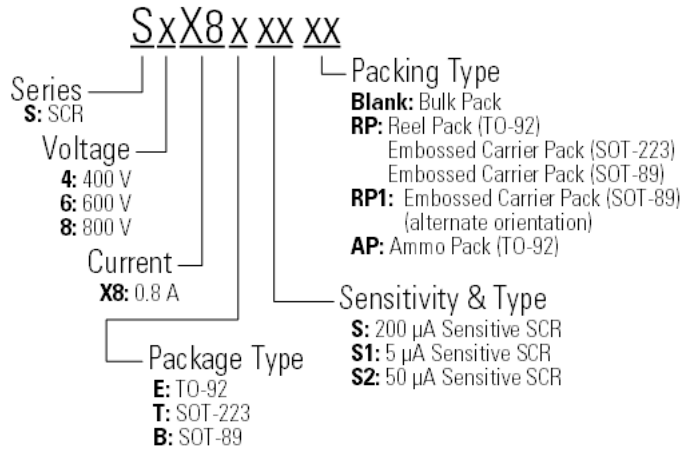 SxX8x xx xx
Series
S: SCR
Voltage
4: 400 V
6: 600 V
8: 800 V
Current
X8: 0.8 A
Package Type
E: TO-92
T: SOT-223
B: SOT-89
Packing Type
Blank: Bulk Pack
RP: Reel Pack (TO-92)
Embossed Carrier Pack (SOT-223)
Embossed Carrier Pack (SOT-89)
RP1: Embossed Carrier Pack (SOT-89)
(alternate orientation)
AP: Ammo Pack (TO-92)
Sensitivity & Type
S: 200 µA Sensitive SCR
S1: 5 µA Sensitive SCR
S2: 50 µA Sensitive SCR